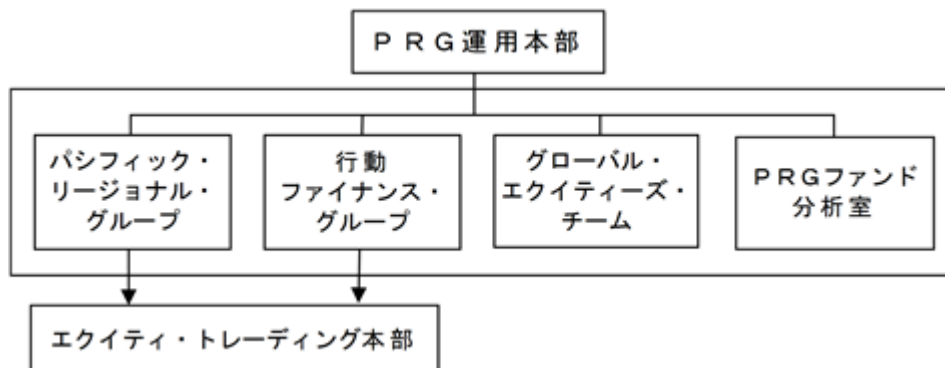 ＰＲＧ運用本部
パシフィック・
リージョナル・
グループ
行動
ファイナンス・
グループ
グローバル・
エクイティーズ・
チーム
ＰＲＧファンド
分析室
エクイティ・トレーディング本部